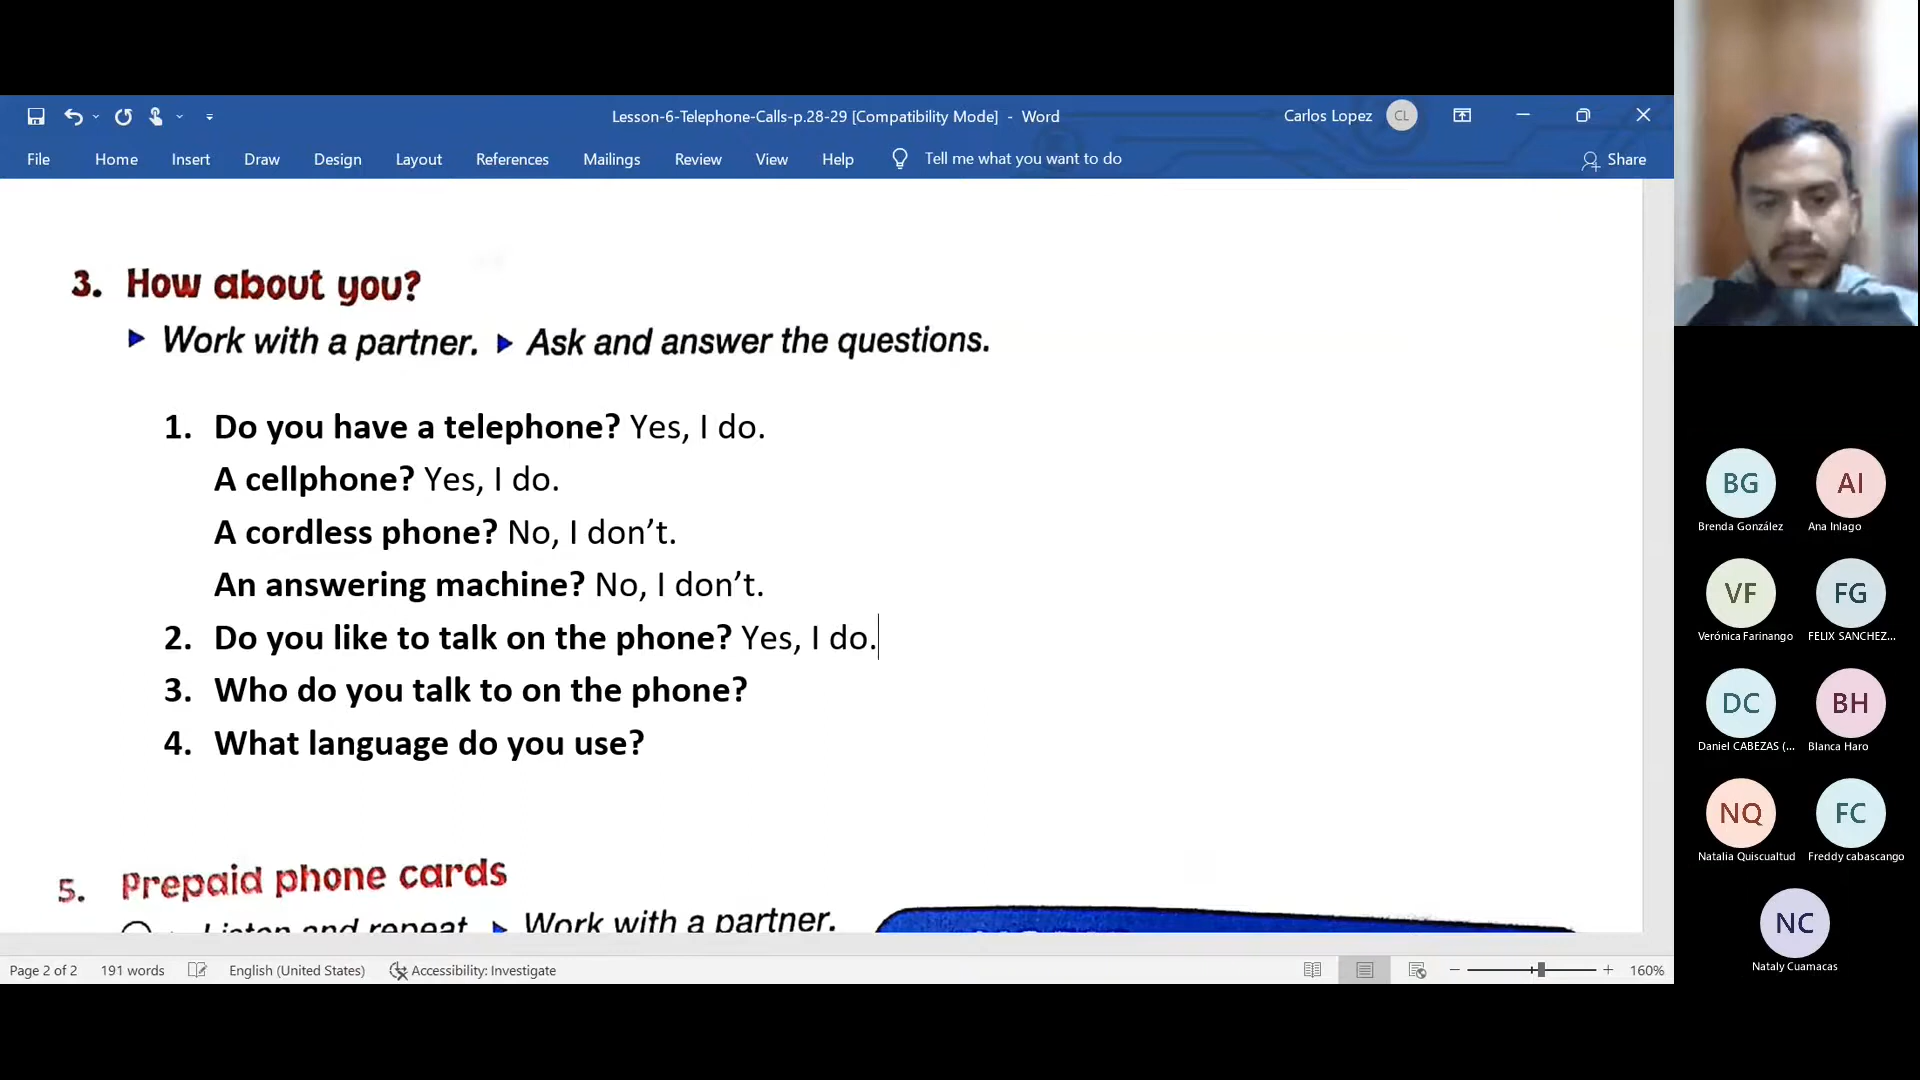 Lesson-6-Telephone-Calls-p.28-29 [Compatibility Mode] - Word
Carlos Lopez CL
File Home Insert Draw Design Layout References Mailings Review View Help Tell me what you want to do Share
3. How about you?
Work with a partner. Ask and answer the questions.
1. Do you have a telephone? Yes, I do.
A cellphone? Yes, I do.
A cordless phone? No, I don’t.
An answering machine? No, I don’t.
2. Do you like to talk on the phone? Yes, I do.
3. Who do you talk to on the phone?
4. What language do you use?
5. Prepaid phone cards
Listen and repeat. Work with a partner.
Page 2 of 2 191 words English (United States) Accessibility: Investigate 160%
BG AI
Brenda González Ana Inlago
VF FG
Verónica Farinango FELIX SANCHEZ...
DC BH
Daniel CABEZAS (... Blanca Haro
NQ FC
Natalia Quiscualtud Freddy cabascango
NC
Nataly Cuamacas